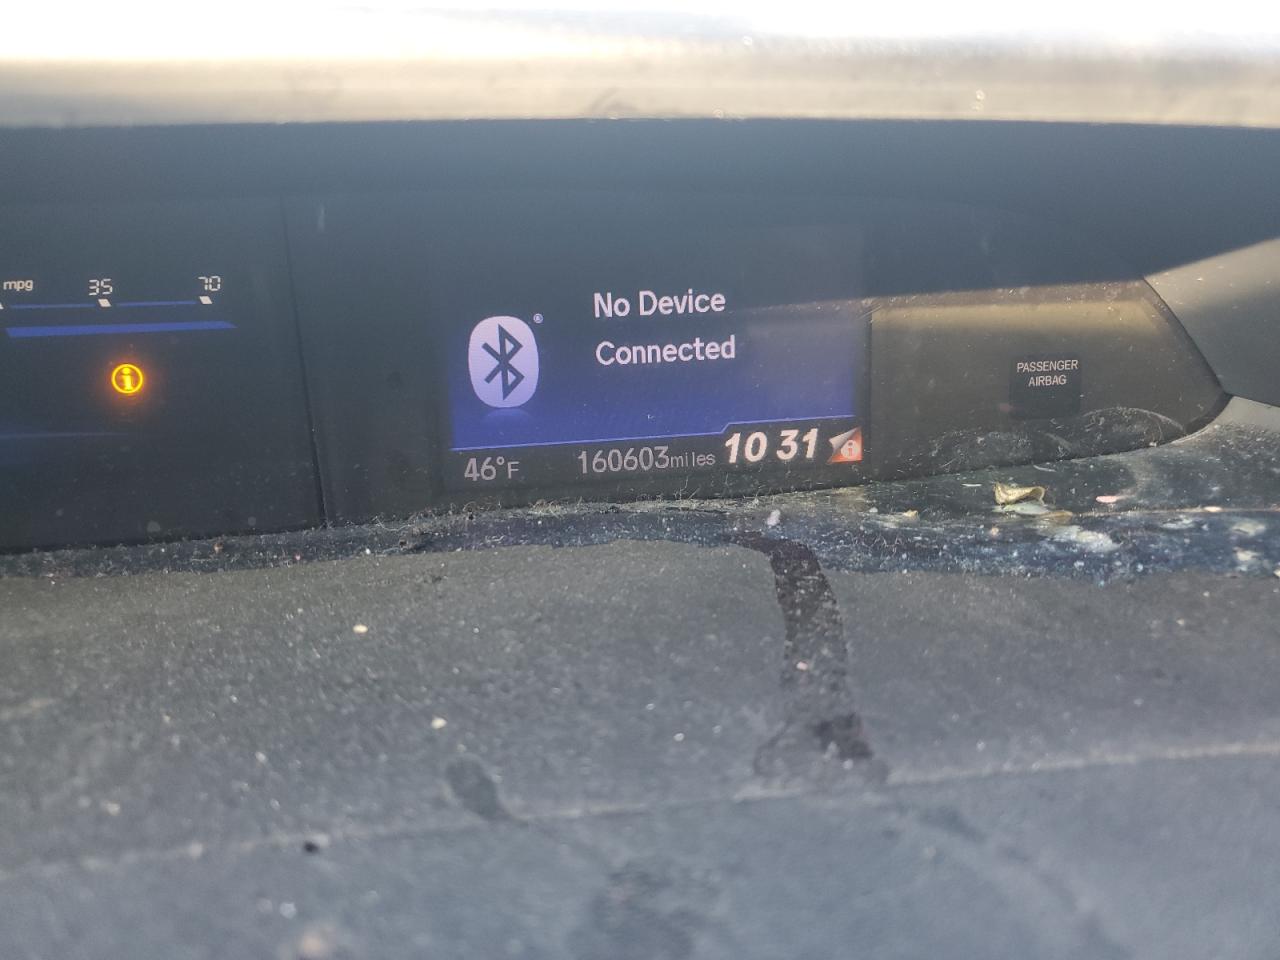 mpg 35 70
No Device
Connected
46°F 160603miles 10 31
PASSENGER
AIRBAG